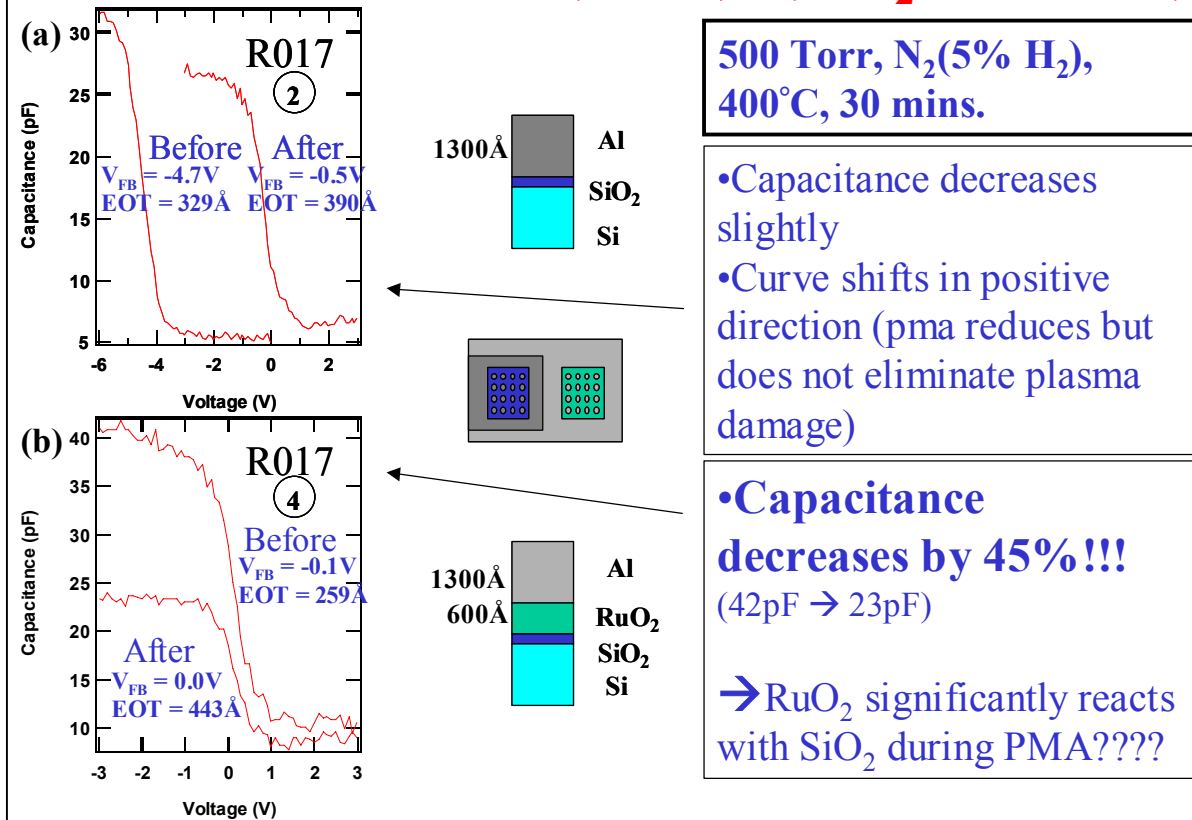 (a)
R017
2
Before After
V_FB = -4.7V V_FB = -0.5V
EOT = 329Å EOT = 390Å
Capacitance (pF)
30
25
20
15
10
5
-6 -4 -2 0 2
Voltage (V)
1300Å Al
SiO₂
Si
(b)
R017
4
Before
V_FB = -0.1V
EOT = 259Å
After
V_FB = 0.0V
EOT = 443Å
Capacitance (pF)
40
35
30
25
20
15
10
-3 -2 -1 0 1 2 3
Voltage (V)
1300Å Al
600Å RuO₂
SiO₂
Si
500 Torr, N₂(5% H₂),
400°C, 30 mins.
•Capacitance decreases
slightly
•Curve shifts in positive
direction (pma reduces but
does not eliminate plasma
damage)
•Capacitance
decreases by 45%!!!
(42pF → 23pF)
→RuO₂ significantly reacts
with SiO₂ during PMA????